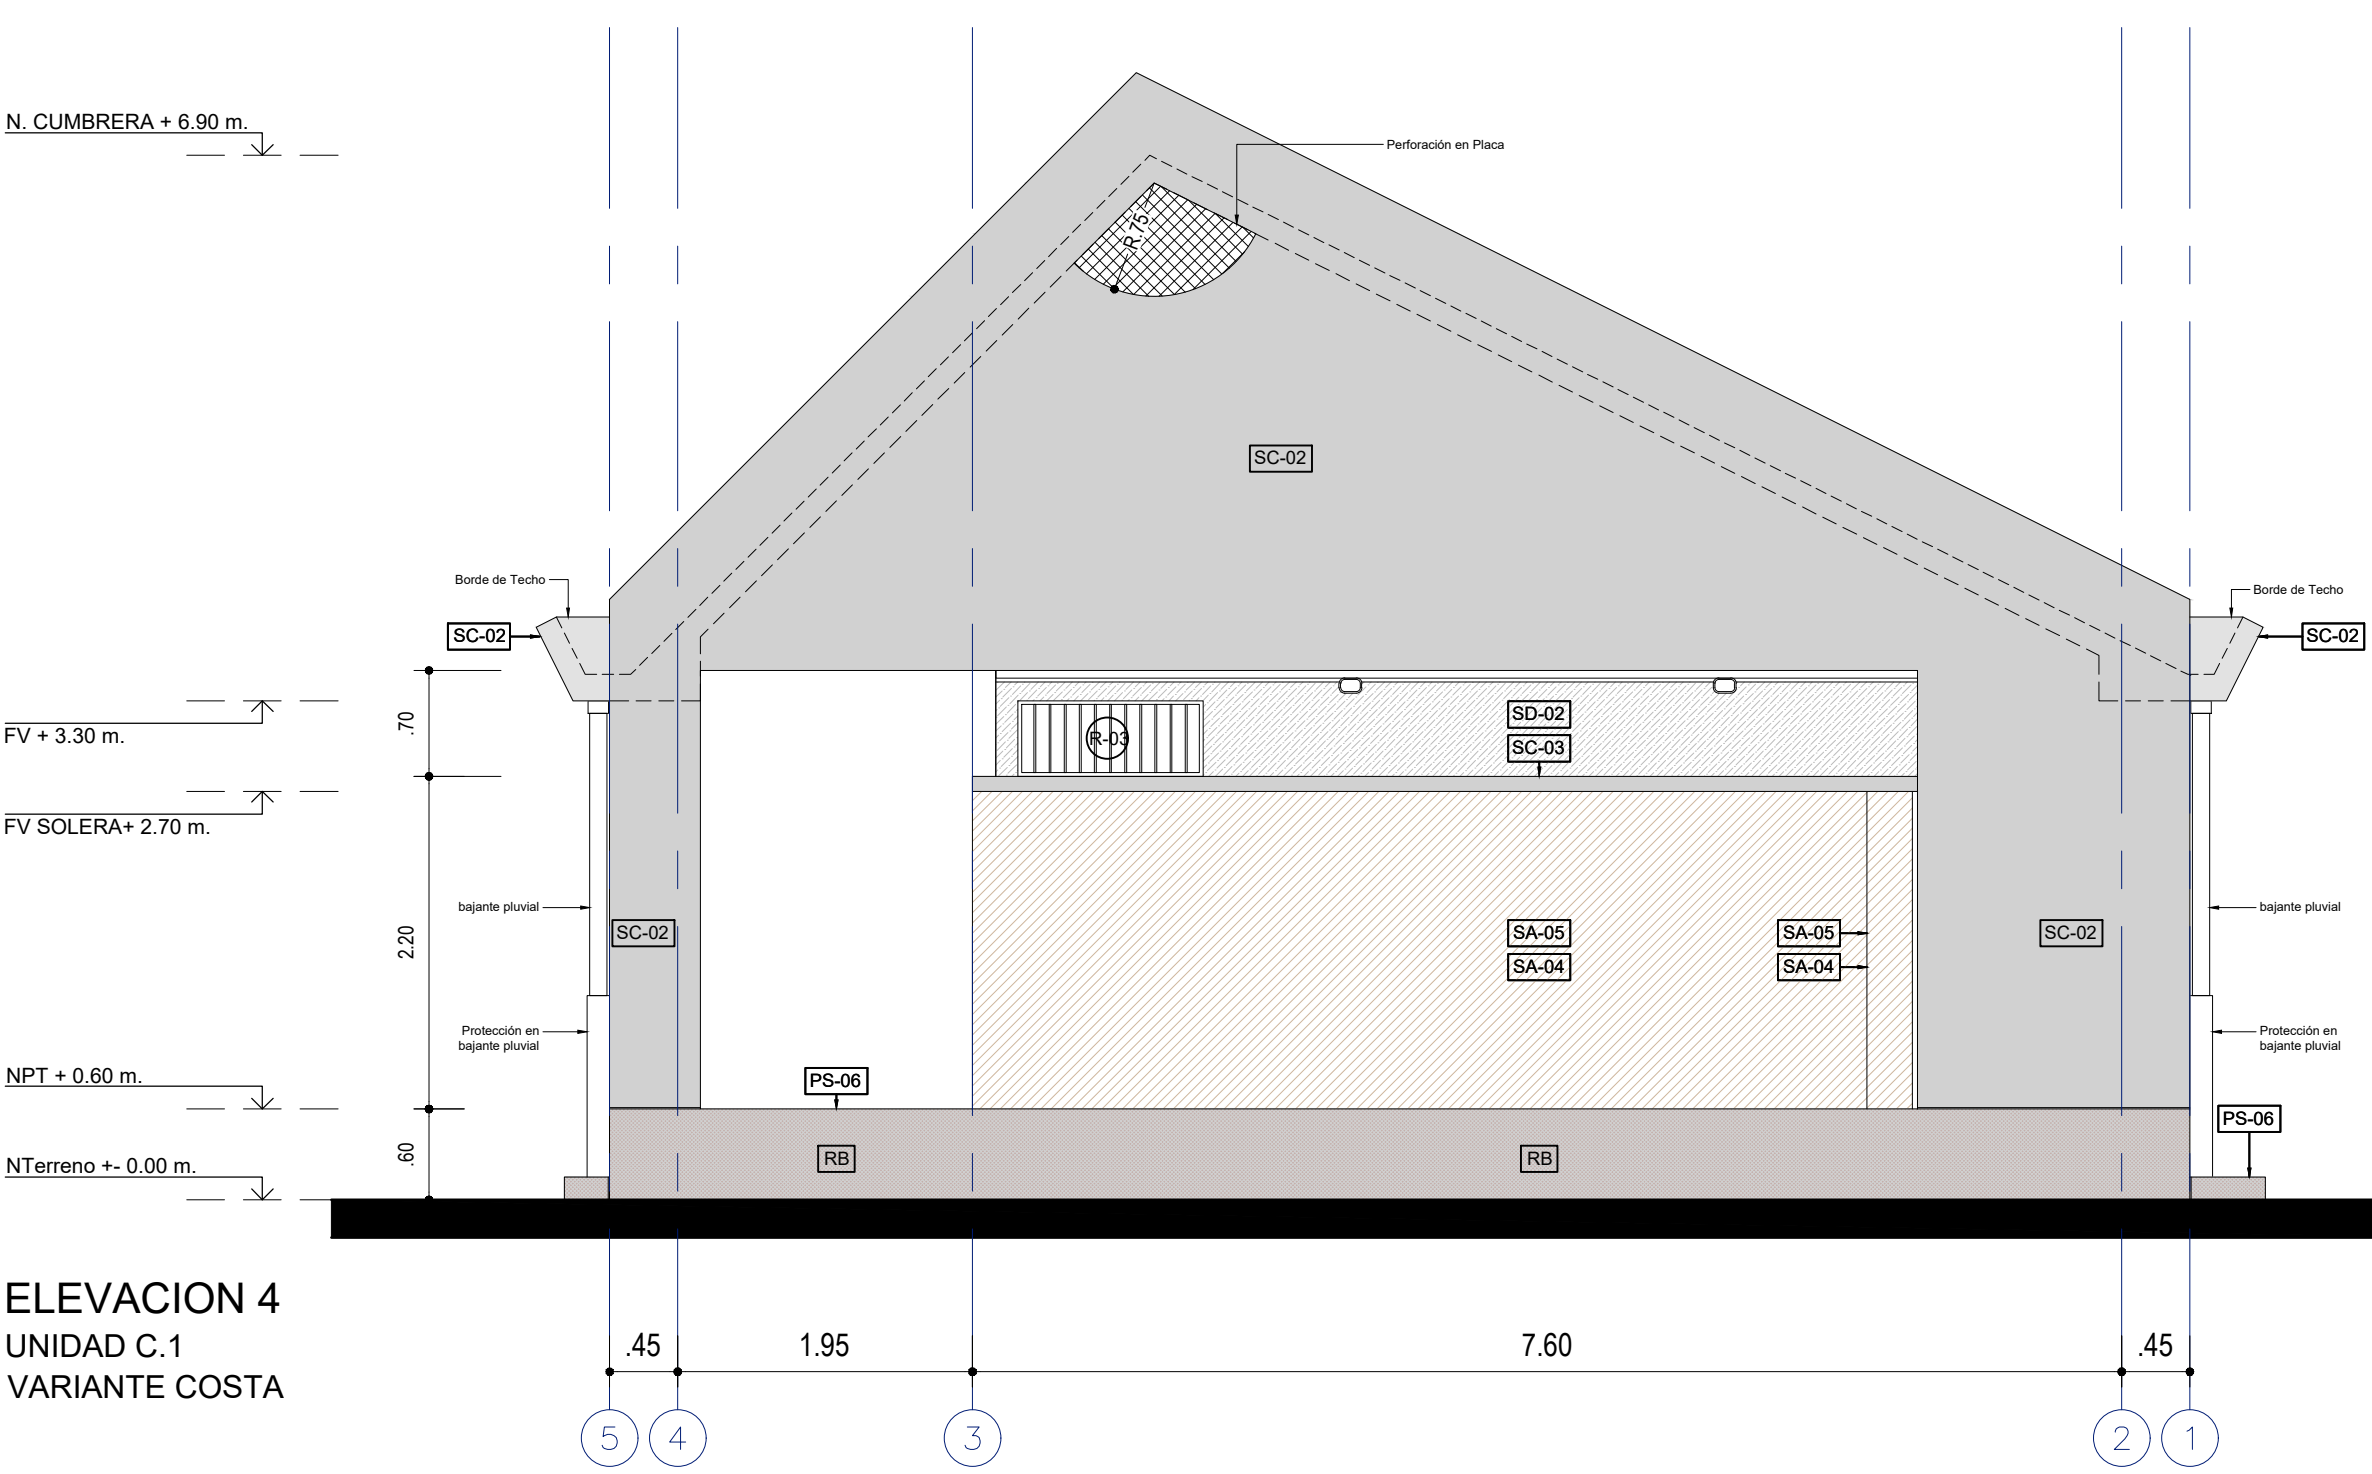 N. CUMBRERA + 6.90 m.
Perforación en Placa
R.75
SC-02
Borde de Techo
Borde de Techo
SC-02
SC-02
.70
FV + 3.30 m.
R-03
SD-02
SC-03
FV SOLERA+ 2.70 m.
bajante pluvial
bajante pluvial
2.20
SC-02
SA-05
SA-05
SC-02
SA-04
SA-04
Protección en
bajante pluvial
Protección en
bajante pluvial
NPT + 0.60 m.
PS-06
PS-06
.60
RB
RB
NTerreno +- 0.00 m.
ELEVACION 4
UNIDAD C.1
VARIANTE COSTA
.45
1.95
7.60
.45
5
4
3
2
1